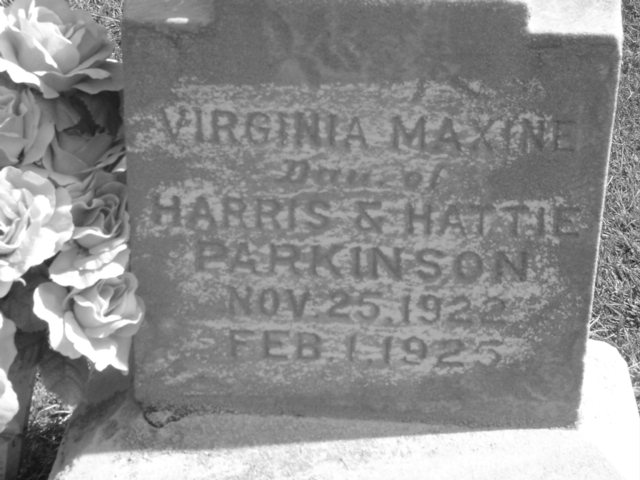 VIRGINIA MAXINE
Dau. of
HARRIS & HATTIE
PARKINSON
NOV. 25, 1922
FEB. 1, 1925